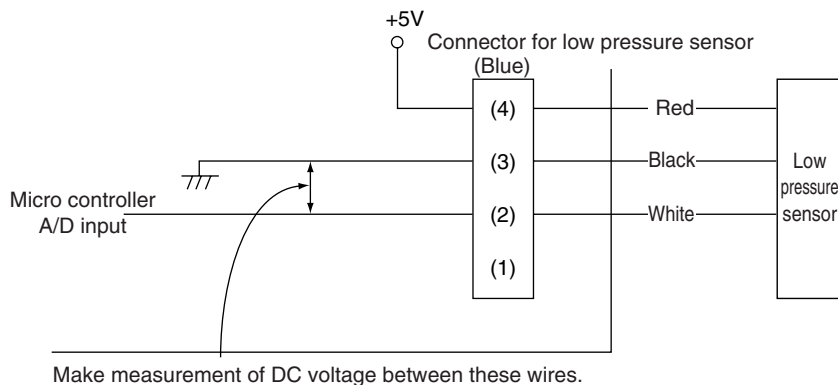 +5V
Connector for low pressure sensor
(Blue)
(4)
Red
(3)
Black
Low
pressure
sensor
Micro controller
A/D input
(2)
White
(1)
Make measurement of DC voltage between these wires.